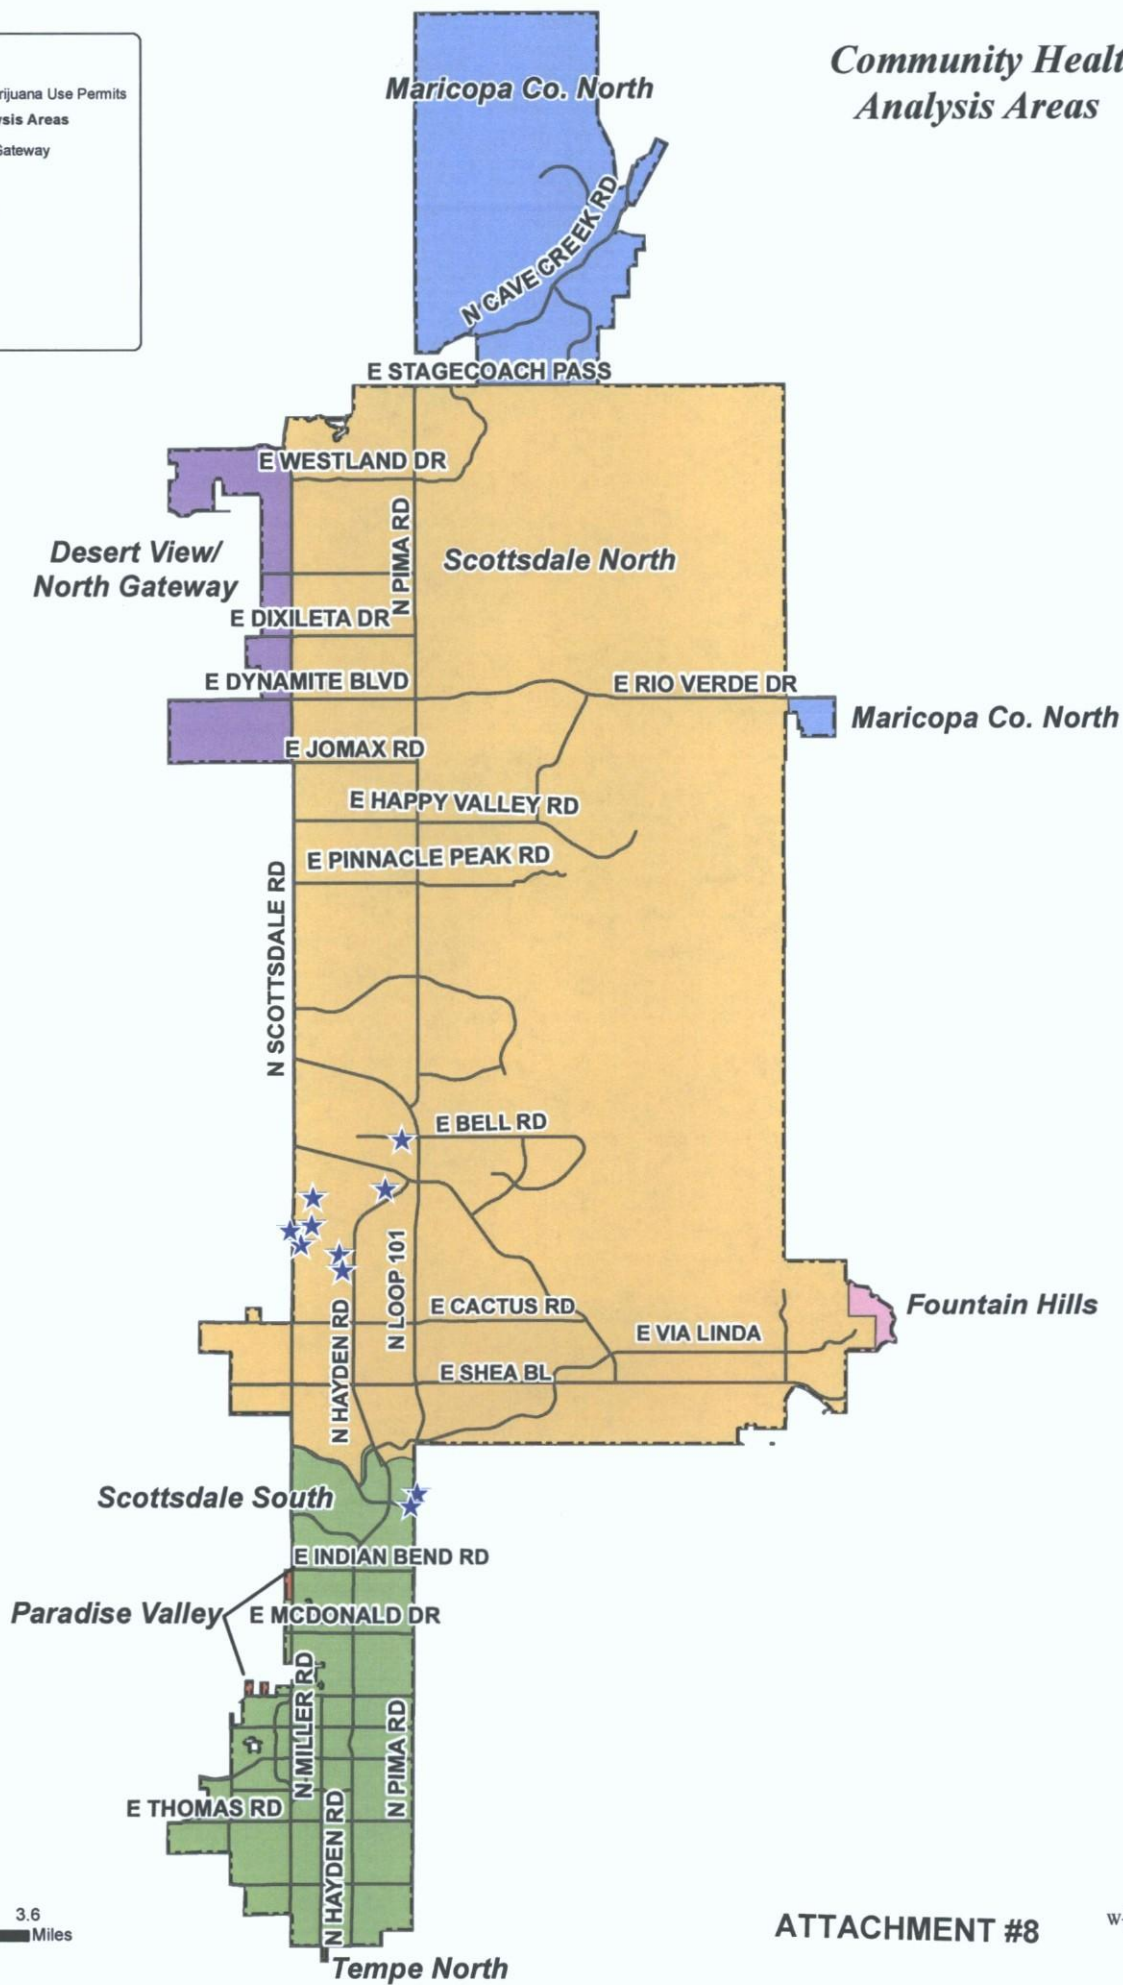 Community Healt
Analysis Areas
rijuana Use Permits
ysis Areas
Gateway
Maricopa Co. North
N CAVE CREEK RD
E STAGECOACH PASS
E WESTLAND DR
N PIMA RD
Desert View/
North Gateway
Scottsdale North
E DIXILETA DR
E DYNAMITE BLVD
E RIO VERDE DR
Maricopa Co. North
E JOMAX RD
E HAPPY VALLEY RD
E PINNACLE PEAK RD
N SCOTTSDALE RD
E BELL RD
N LOOP 101
E CACTUS RD
Fountain Hills
E VIA LINDA
N HAYDEN RD
E SHEA BL
Scottsdale South
E INDIAN BEND RD
Paradise Valley
E MCDONALD DR
N MILLER RD
N PIMA RD
E THOMAS RD
N HAYDEN RD
3.6
Miles
ATTACHMENT #8
W
Tempe North